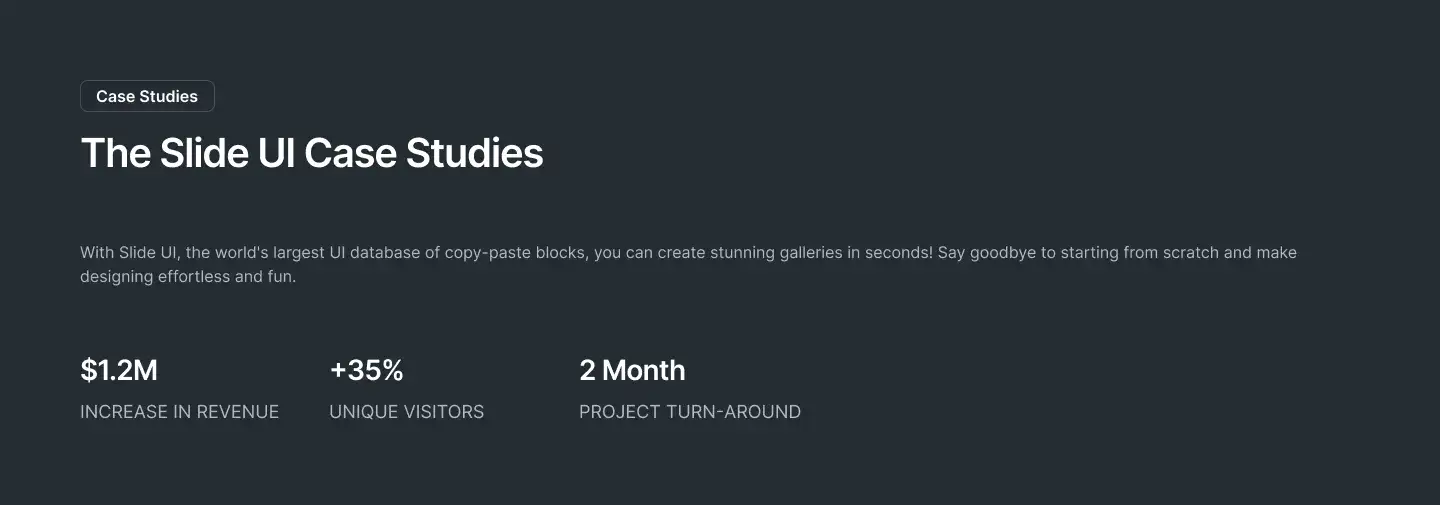 Case Studies
The Slide UI Case Studies
With Slide UI, the world's largest UI database of copy-paste blocks, you can create stunning galleries in seconds! Say goodbye to starting from scratch and make
designing effortless and fun.
$1.2M +35% 2 Month
INCREASE IN REVENUE UNIQUE VISITORS PROJECT TURN-AROUND